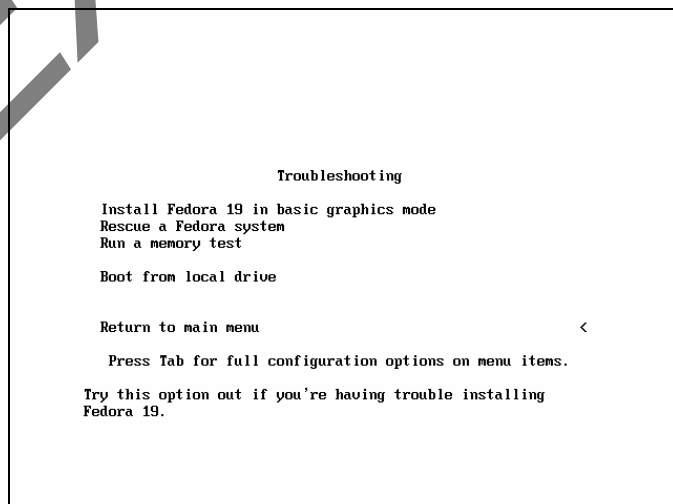 Troubleshooting
Install Fedora 19 in basic graphics mode
Rescue a Fedora system
Run a memory test
Boot from local drive
Return to main menu <
Press Tab for full configuration options on menu items.
Try this option out if you're having trouble installing
Fedora 19.